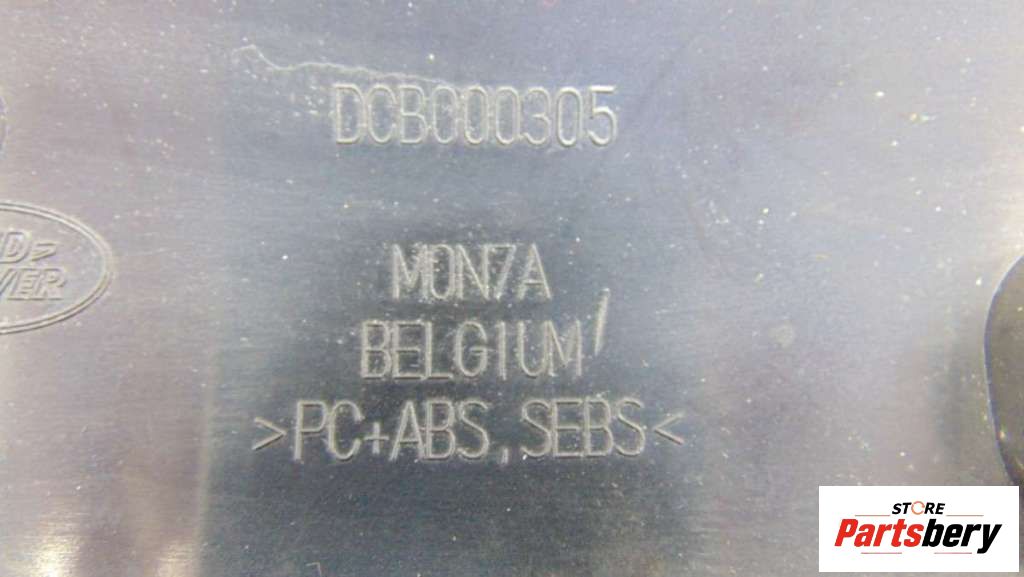 DCB000305
MONZA
BELGIUM
>PC+ABS,SEBS<
STORE
Partsbery